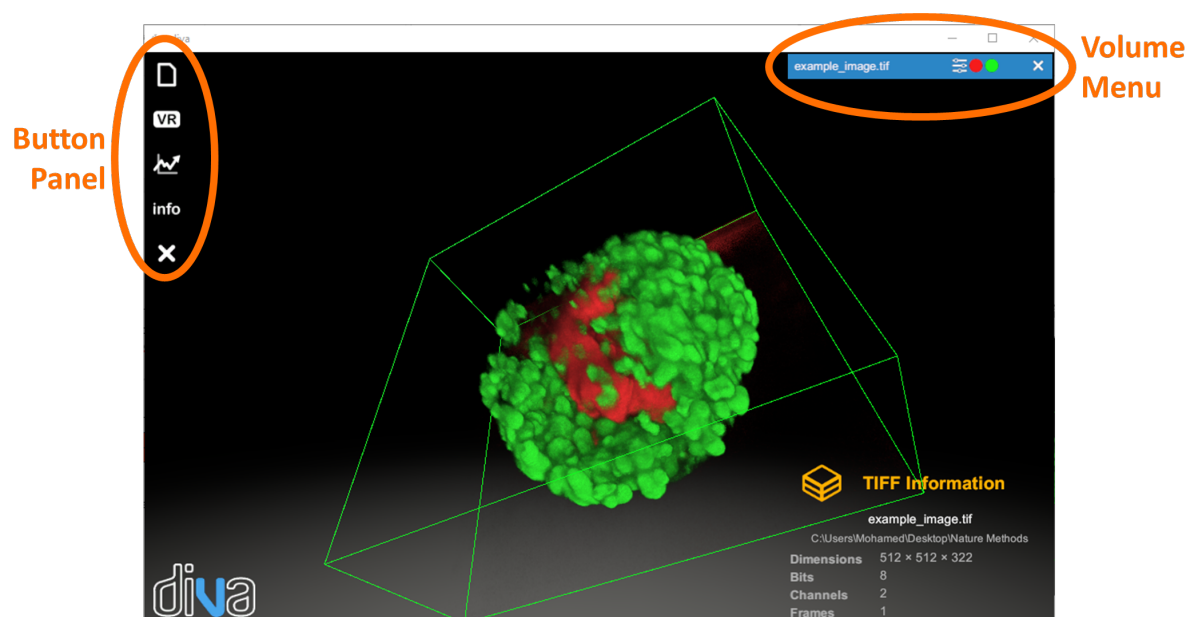 diva
example_image.tif
Volume
Menu
VR
Button
Panel
info
TIFF Information
example_image.tif
C:\Users\Mohamed\Desktop\Nature Methods
Dimensions 512 × 512 × 322
Bits 8
Channels 2
Frames 1
diva